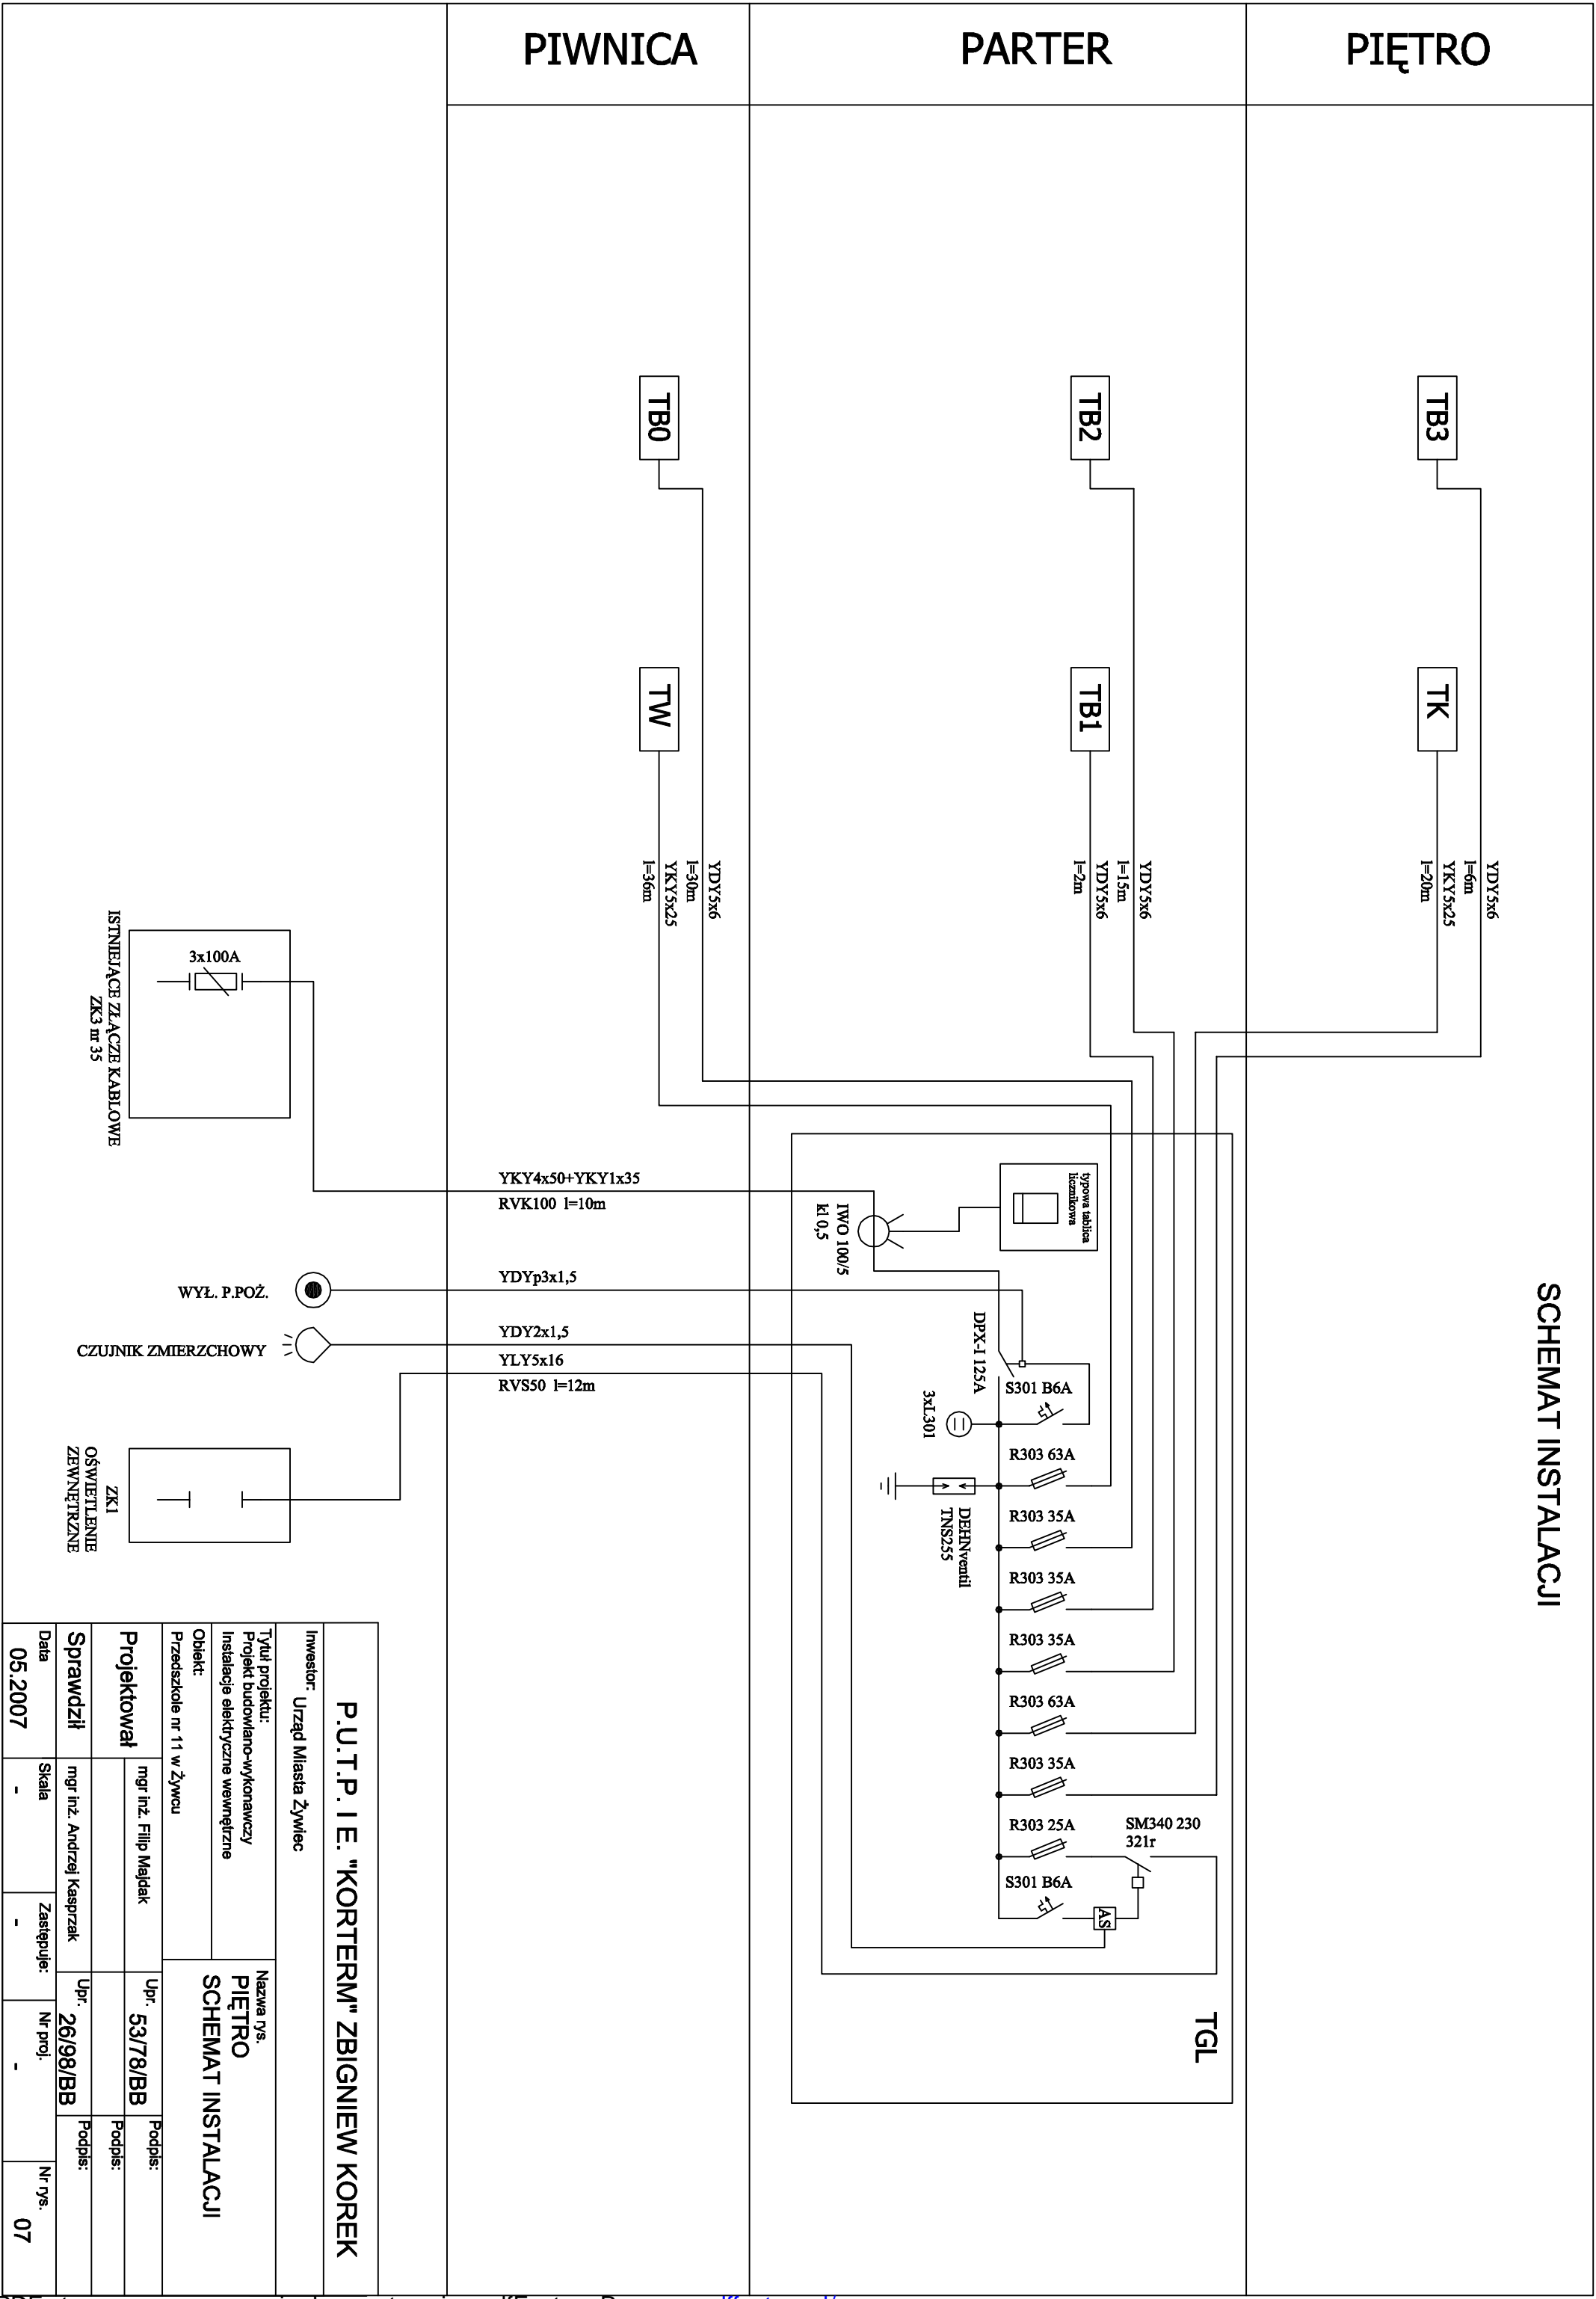 PIWNICA
PARTER
PIĘTRO
SCHEMAT INSTALACJI
TB0
TB2
TB3
TW
TB1
TK
YDY5x6
l=30m
YKY5x25
l=36m
YDY5x6
l=15m
YDY5x6
l=2m
YDY5x6
l=6m
YKY5x25
l=20m
3x100A
ISTNIEJĄCE ZŁĄCZE KABLOWE
ZK3 nr 35
YKY4x50+YKY1x35
RVK100 l=10m
typowa tablica
licznikowa
IWO 100/5
kl 0,5
WYŁ. P.POŻ.
YDYp3x1,5
CZUJNIK ZMIERZCHOWY
YDY2x1,5
YLY5x16
RVS50 l=12m
DPX-I 125A
S301 B6A
3xL301
R303 63A
DEHNventil
TNS255
R303 35A
R303 35A
R303 35A
R303 63A
R303 35A
R303 25A
SM340 230
321r
S301 B6A
AS
TGL
ZK1
OŚWIETLENIE
ZEWNĘTRZNE
P.U.T.P. I E. "KORTERM" ZBIGNIEW KOREK
Inwestor: Urząd Miasta Żywiec
Tytuł projektu:
Projekt budowlano-wykonawczy
Instalacje elektryczne wewnętrzne
Obiekt:
Przedszkole nr 11 w Żywcu
Nazwa rys.
PIĘTRO
SCHEMAT INSTALACJI
Projektował mgr inż. Filip Majdak Upr. 53/78/BB Podpis:
Podpis:
Sprawdził mgr inż. Andrzej Kasprzak Upr. 26/98/BB Podpis:
Data 05.2007 Skala - Zastępuje: - Nr proj. - Nr rys. 07